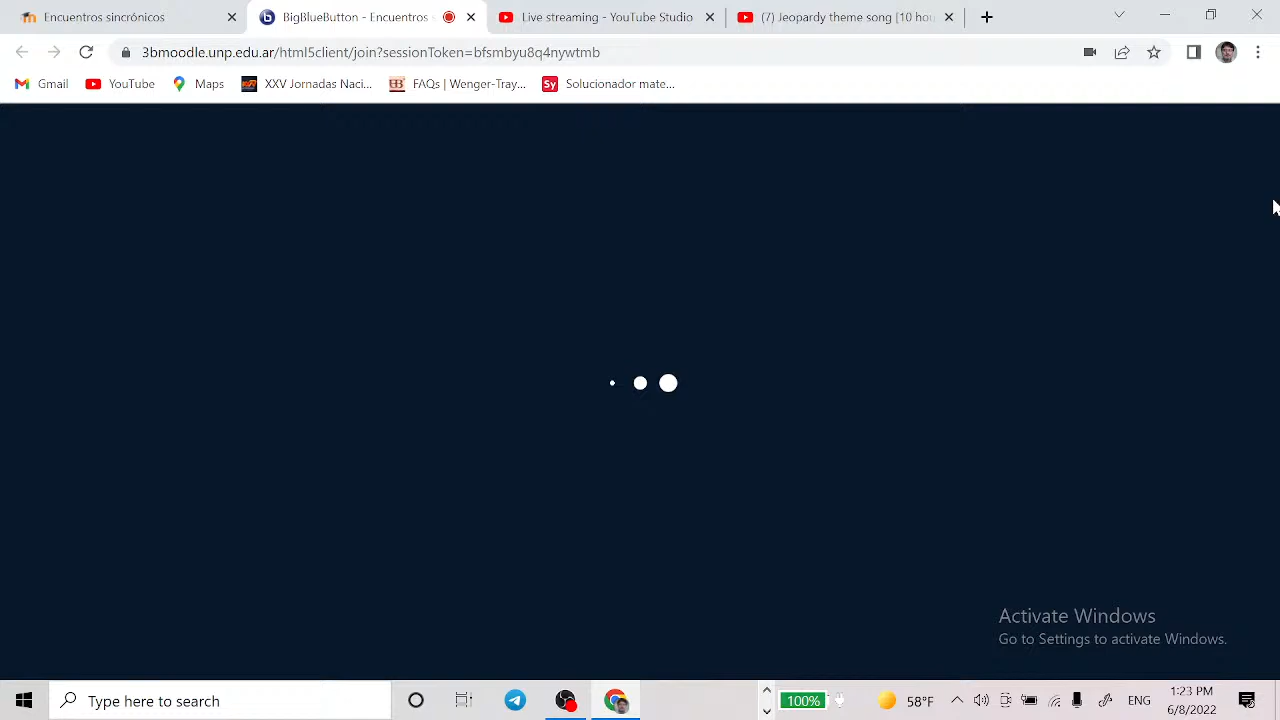 Encuentros sincrónicos
BigBlueButton - Encuentros
Live streaming - YouTube Studio
(?) Jeopardy theme song [10 hou
3bmoodle.unp.edu.ar/html5client/join?sessionToken=bfsmbyu8q4nywtmb
Gmail
YouTube
Maps
XXV Jornadas Naci...
FAQs | Wenger-Tray...
Sy
Solucionador mate...
Activate Windows
Go to Settings to activate Windows.
Type here to search
100%
58°F
ENG
1:23 PM
6/8/2022